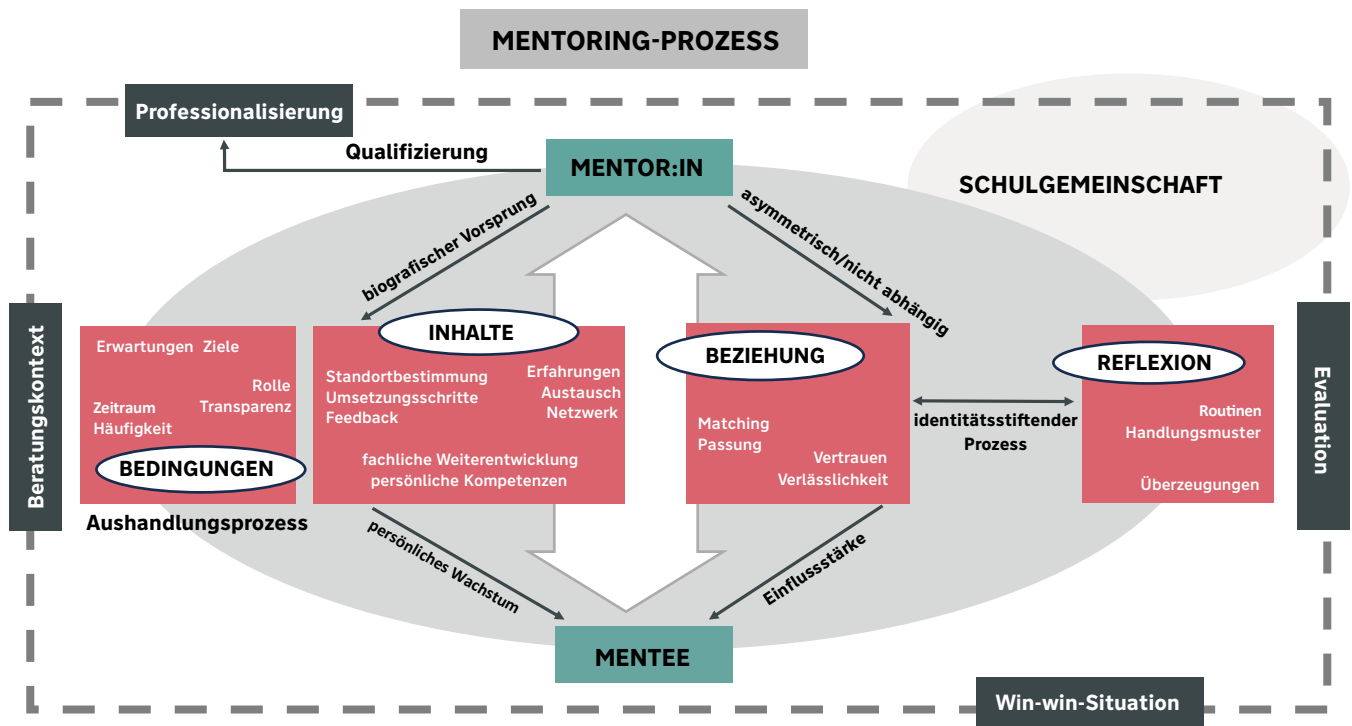 MENTORING-PROZESS
Professionalisierung
Qualifizierung
MENTOR:IN
SCHULGEMEINSCHAFT
biografischer Vorsprung
asymmetrisch/nicht abhängig
Beratungskontext
Erwartungen Ziele
Rolle
Transparenz
Zeitraum
Häufigkeit
BEDINGUNGEN
Aushandlungsprozess
INHALTE
Standortbestimmung
Umsetzungsschritte
Feedback
Erfahrungen
Austausch
Netzwerk
fachliche Weiterentwicklung
persönliche Kompetenzen
BEZIEHUNG
Matching
Passung
Vertrauen
Verlässlichkeit
identitätsstiftender
Prozess
REFLEXION
Routinen
Handlungsmuster
Überzeugungen
Evaluation
persönliches Wachstum
Einflussstärke
MENTEE
Win-win-Situation